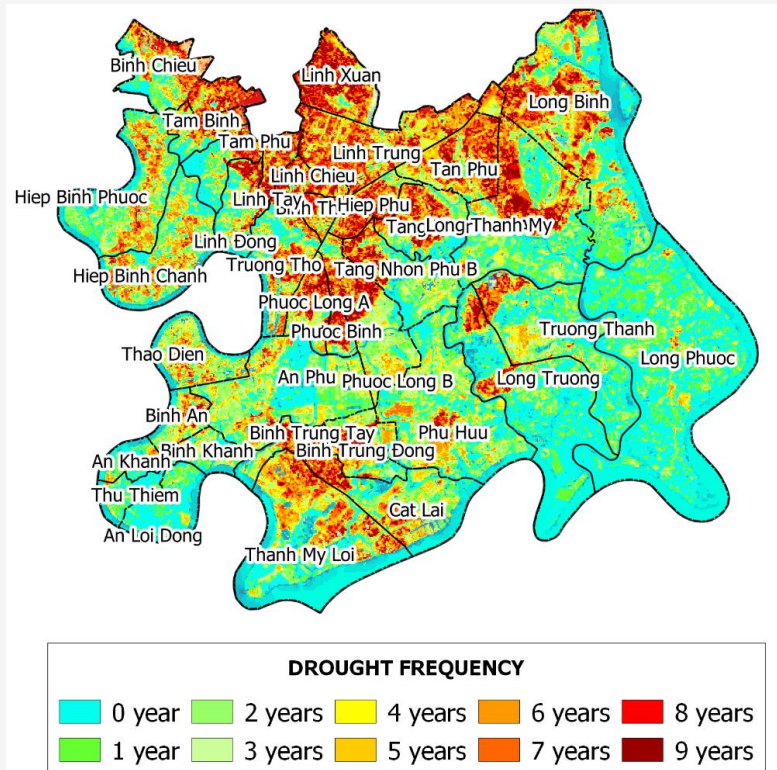 Binh Chieu
Linh Xuan
Long Binh
Tam Binh
Tam Phu
Linh Trung
Tan Phu
Linh Chieu
Hiep Binh Phuoc
Linh Tay
Hiep Phu
Thanh My
Linh Đong
Truong Tho
Tang Nhon Phu B
Hiep Binh Chanh
Phuoc Long A
Phước Binh
Truong Thanh
Thao Dien
Long Phuoc
An Phu
Phuoc Long B
Long Truong
Binh An
Binh Trung Tay
Phu Huu
An Khanh
Binh Khanh
Binh Trung Đong
Thu Thiem
Cat Lai
An Loi Dong
Thanh My Loi
DROUGHT FREQUENCY
0 year 2 years 4 years 6 years 8 years
1 year 3 years 5 years 7 years 9 years